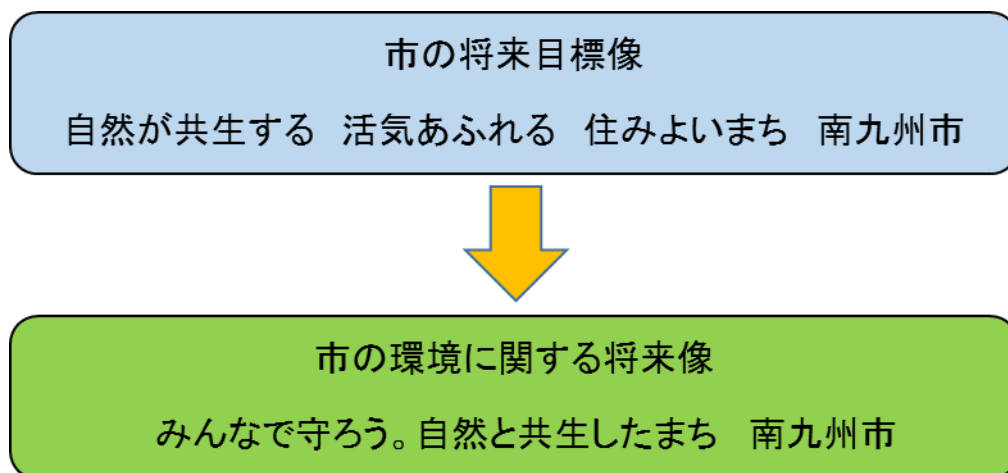 市の将来目標像
自然が共生する　活気あふれる　住みよいまち　南九州市
市の環境に関する将来像
みんなで守ろう。自然と共生したまち　南九州市